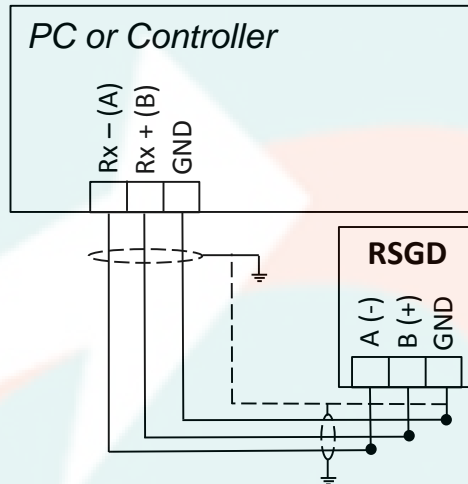 PC or Controller
Rx – (A)
Rx + (B)
GND
RSGD
A (-)
B (+)
GND